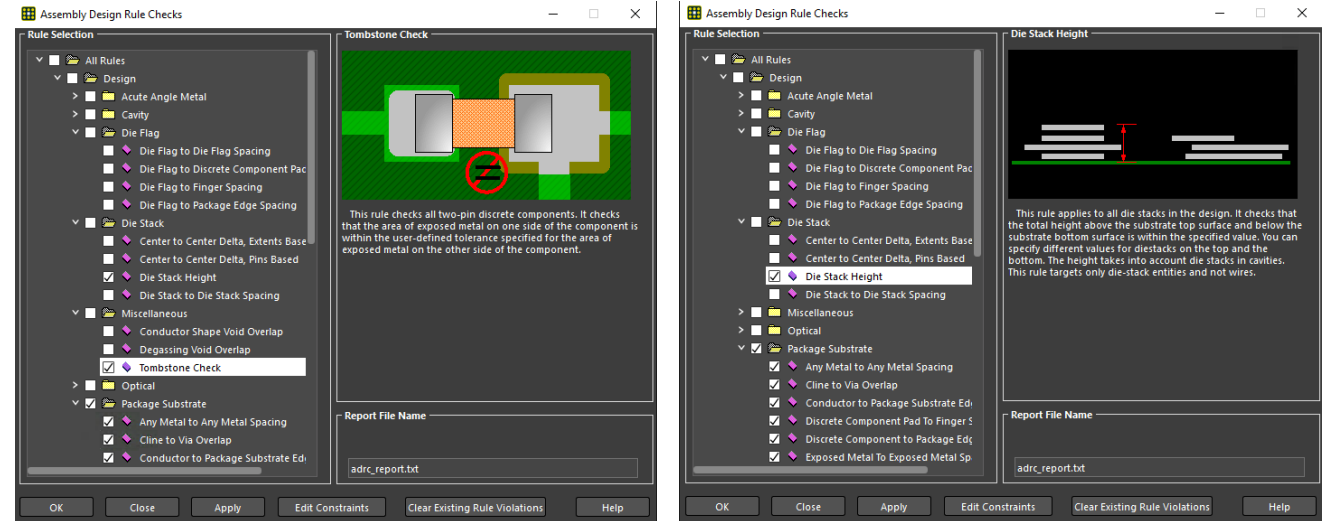 Assembly Design Rule Checks
Rule Selection
All Rules
Design
Acute Angle Metal
Cavity
Die Flag
Die Flag to Die Flag Spacing
Die Flag to Discrete Component Pac
Die Flag to Finger Spacing
Die Flag to Package Edge Spacing
Die Stack
Center to Center Delta, Extents Base
Center to Center Delta, Pins Based
Die Stack Height
Die Stack to Die Stack Spacing
Miscellaneous
Conductor Shape Void Overlap
Degassing Void Overlap
Tombstone Check
Optical
Package Substrate
Any Metal to Any Metal Spacing
Cline to Via Overlap
Conductor to Package Substrate Ed
Tombstone Check
This rule checks all two-pin discrete components. It checks
that the area of exposed metal on one side of the component is
within the user-defined tolerance specified for the area of
exposed metal on the other side of the component.
Report File Name
adrc_report.txt
OK Close Apply Edit Constraints Clear Existing Rule Violations Help
Assembly Design Rule Checks
Rule Selection
All Rules
Design
Acute Angle Metal
Cavity
Die Flag
Die Flag to Die Flag Spacing
Die Flag to Discrete Component Pac
Die Flag to Finger Spacing
Die Flag to Package Edge Spacing
Die Stack
Center to Center Delta, Extents Base
Center to Center Delta, Pins Based
Die Stack Height
Die Stack to Die Stack Spacing
Miscellaneous
Optical
Package Substrate
Any Metal to Any Metal Spacing
Cline to Via Overlap
Conductor to Package Substrate Ed
Discrete Component Pad To Finger S
Discrete Component to Package Edg
Exposed Metal To Exposed Metal Sp
Die Stack Height
This rule applies to all die stacks in the design. It checks that
the total height above the substrate top surface and below the
substrate bottom surface is within the specified value. You can
specify different values for diestacks on the top and the
bottom. The height takes into account die stacks in cavities.
This rule targets only die-stack entities and not wires.
Report File Name
adrc_report.txt
OK Close Apply Edit Constraints Clear Existing Rule Violations Help